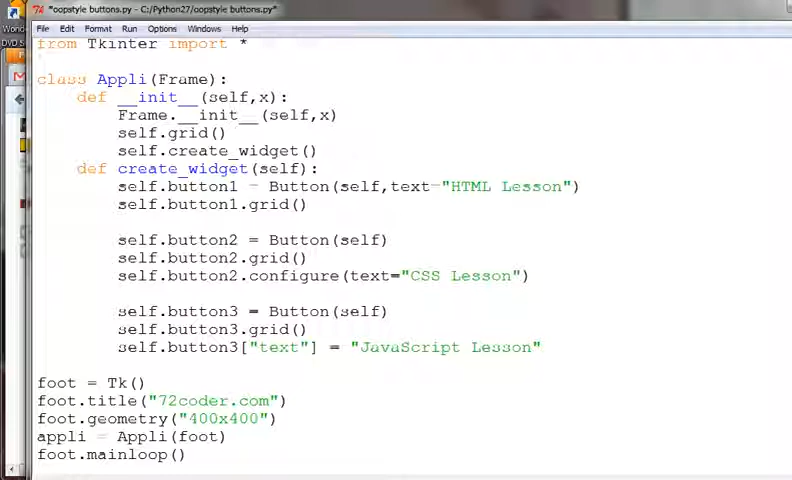 *oopstyle buttons.py - C:/Python27/oopstyle buttons.py*
File Edit Format Run Options Windows Help
from Tkinter import *
class Appli(Frame):
def __init__(self,x):
Frame.__init__(self,x)
self.grid()
self.create_widget()
def create_widget(self):
self.button1 = Button(self,text="HTML Lesson")
self.button1.grid()
self.button2 = Button(self)
self.button2.grid()
self.button2.configure(text="CSS Lesson")
self.button3 = Button(self)
self.button3.grid()
self.button3["text"] = "JavaScript Lesson"
foot = Tk()
foot.title("72coder.com")
foot.geometry("400x400")
appli = Appli(foot)
foot.mainloop()